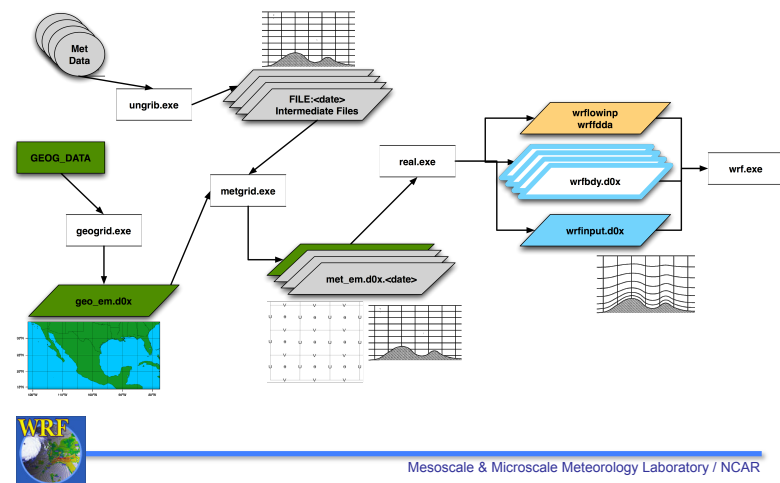 Met
Data
ungrib.exe
FILE:<date>
Intermediate Files
GEOG_DATA
geogrid.exe
metgrid.exe
real.exe
wrflowinp
wrffdda
wrfbdy.d0x
wrfinput.d0x
wrf.exe
geo_em.d0x
met_em.d0x.<date>
V V V V
U θ U θ U θ U θ U
V V V V
U θ U θ U θ U θ U
V V V V
U θ U θ U θ U θ U
V V V V
WRF
Mesoscale & Microscale Meteorology Laboratory / NCAR